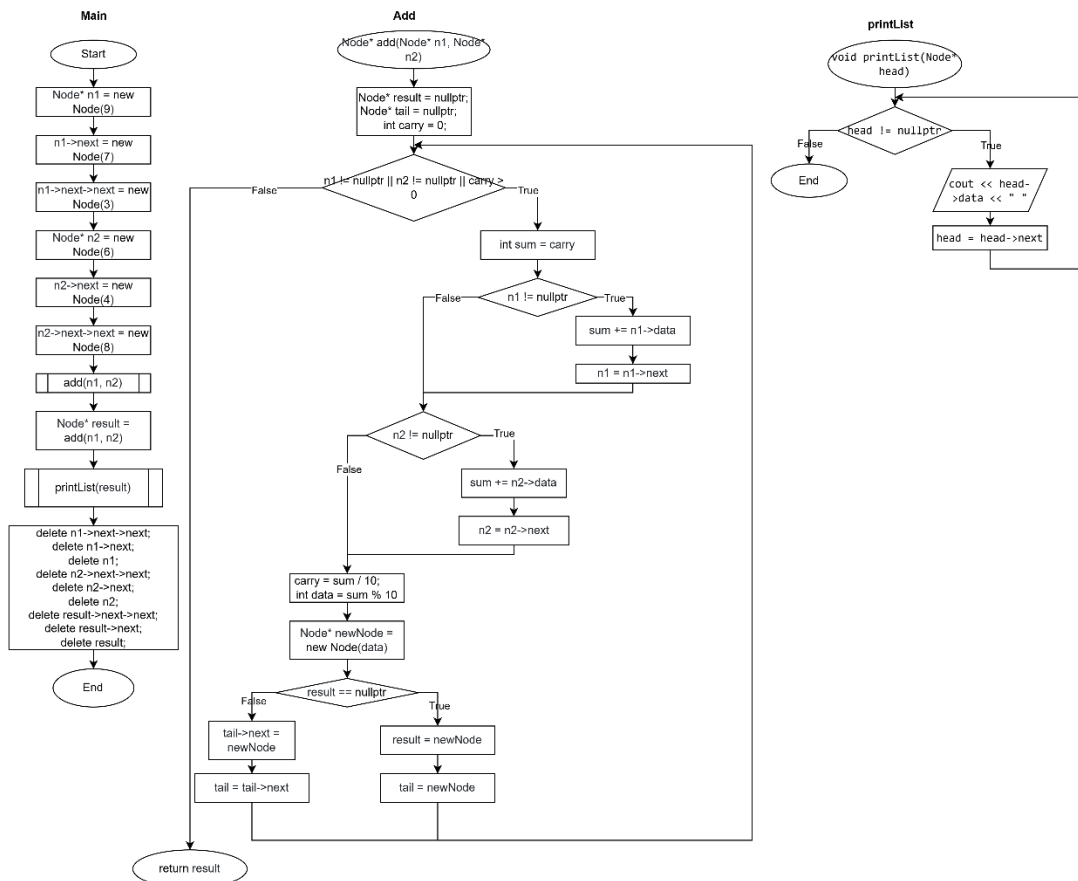 Main
Start
Node* n1 = new
Node(9)
n1->next = new
Node(7)
n1->next->next = new
Node(3)
Node* n2 = new
Node(6)
n2->next = new
Node(4)
n2->next->next = new
Node(8)
add(n1, n2)
Node* result =
add(n1, n2)
printList(result)
delete n1->next->next;
delete n1->next;
delete n1;
delete n2->next->next;
delete n2->next;
delete n2;
delete result->next->next;
delete result->next;
delete result;
End
Add
Node* add(Node* n1, Node*
n2)
Node* result = nullptr;
Node* tail = nullptr;
int carry = 0;
n1 != nullptr || n2 != nullptr || carry >
0
False
True
int sum = carry
n1 != nullptr
False
True
sum += n1->data
n1 = n1->next
n2 != nullptr
True
False
sum += n2->data
n2 = n2->next
carry = sum / 10;
int data = sum % 10
Node* newNode =
new Node(data)
result == nullptr
False
True
tail->next =
newNode
result = newNode
tail = tail->next
tail = newNode
return result
printList
void printList(Node*
head)
head != nullptr
False
True
End
cout << head-
>data << " "
head = head->next